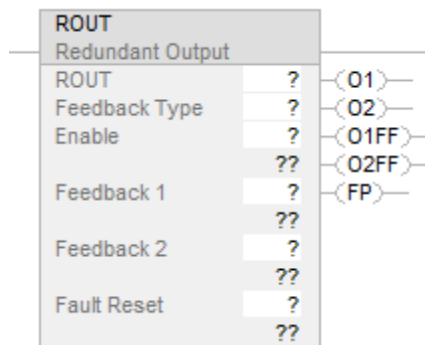 ROUT
Redundant Output
ROUT ? (O1)
Feedback Type ? (O2)
Enable ? (O1FF)
?? (O2FF)
Feedback 1 ? (FP)
??
Feedback 2 ?
??
Fault Reset ?
??